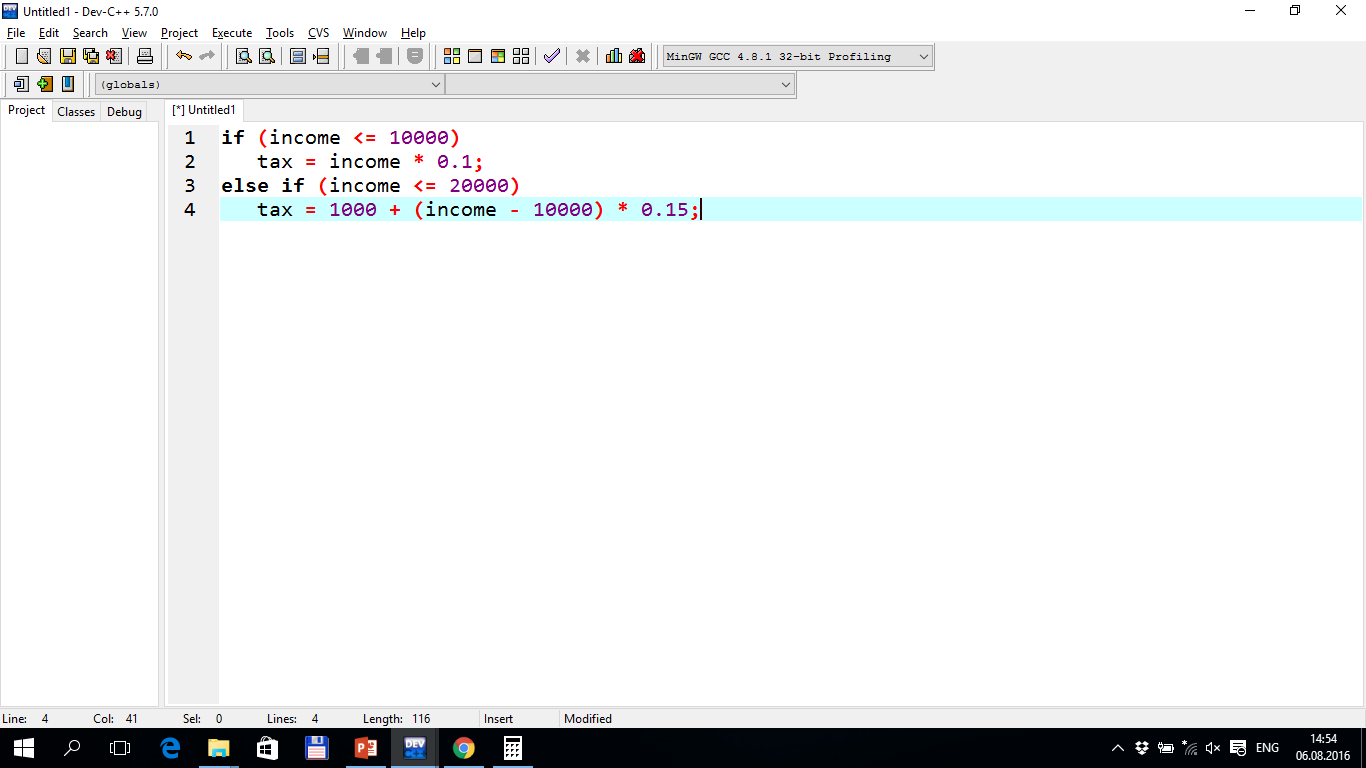 Untitled1 - Dev-C++ 5.7.0
File Edit Search View Project Execute Tools CVS Window Help
MinGW GCC 4.8.1 32-bit Profiling
(globals)
Project Classes Debug [*] Untitled1
1 if (income <= 10000)
2    tax = income * 0.1;
3 else if (income <= 20000)
4    tax = 1000 + (income - 10000) * 0.15;
Line: 4 Col: 41 Sel: 0 Lines: 4 Length: 116 Insert Modified
DEV ENG 14:54
06.08.2016